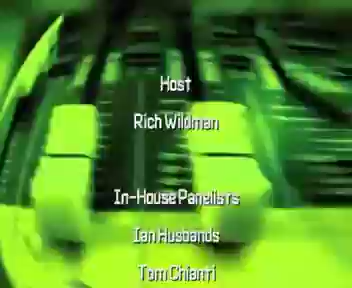 Host
Rich Wildman
In-House Panelists
Ian Husbands
Tom Chianti